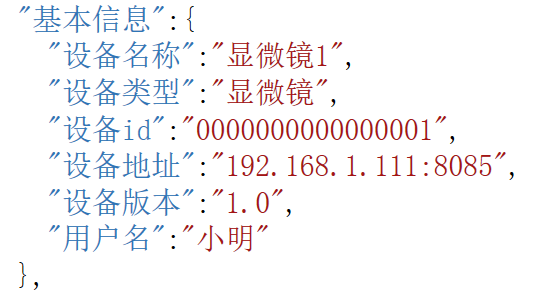 "基本信息":{
"设备名称":"显微镜1",
"设备类型":"显微镜",
"设备id":"0000000000000001",
"设备地址":"192.168.1.111:8085",
"设备版本":"1.0",
"用户名":"小明"
},